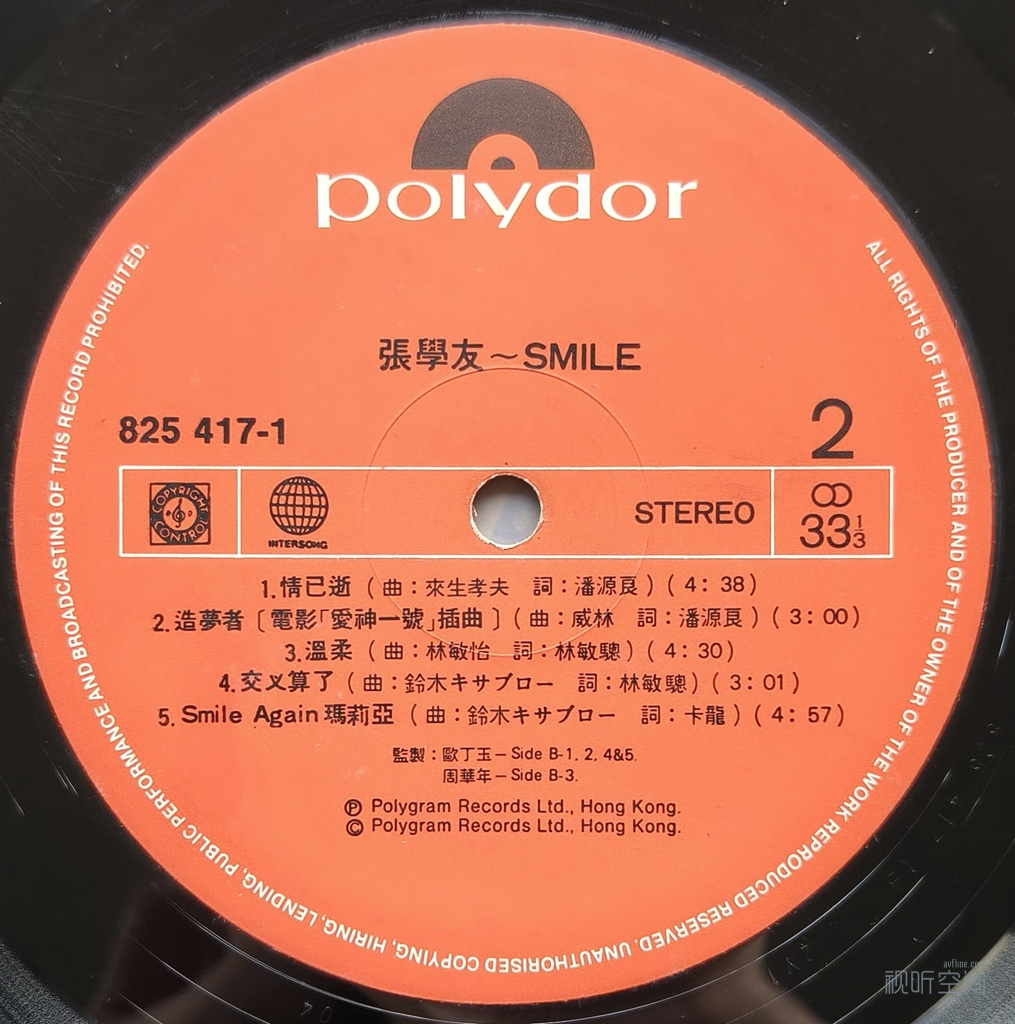 polydor
張學友～SMILE
825 417-1
2
COPYRIGHT CONTROL
INTERSONG
STEREO
33 1/3
1.情已逝（曲：來生孝夫 詞：潘源良）（4：38）
2.造夢者〔電影「愛神一號」插曲〕（曲：威林 詞：潘源良）（3：00）
3.溫柔（曲：林敏怡 詞：林敏驄）（4：30）
4.交叉算了（曲：鈴木キサブロー 詞：林敏驄）（3：01）
5.Smile Again 瑪莉亞（曲：鈴木キサブロー 詞：卡龍）（4：57）
監製：歐丁玉－Side B-1, 2, 4&5.
周華年－Side B-3.
Ⓟ Polygram Records Ltd., Hong Kong.
© Polygram Records Ltd., Hong Kong.
ALL RIGHTS OF THE PRODUCER AND OF THE OWNER OF THE WORK REPRODUCED RESERVED. UNAUTHORISED COPYING, HIRING, LENDING, PUBLIC PERFORMANCE AND BROADCASTING OF THIS RECORD PROHIBITED.
视听空间